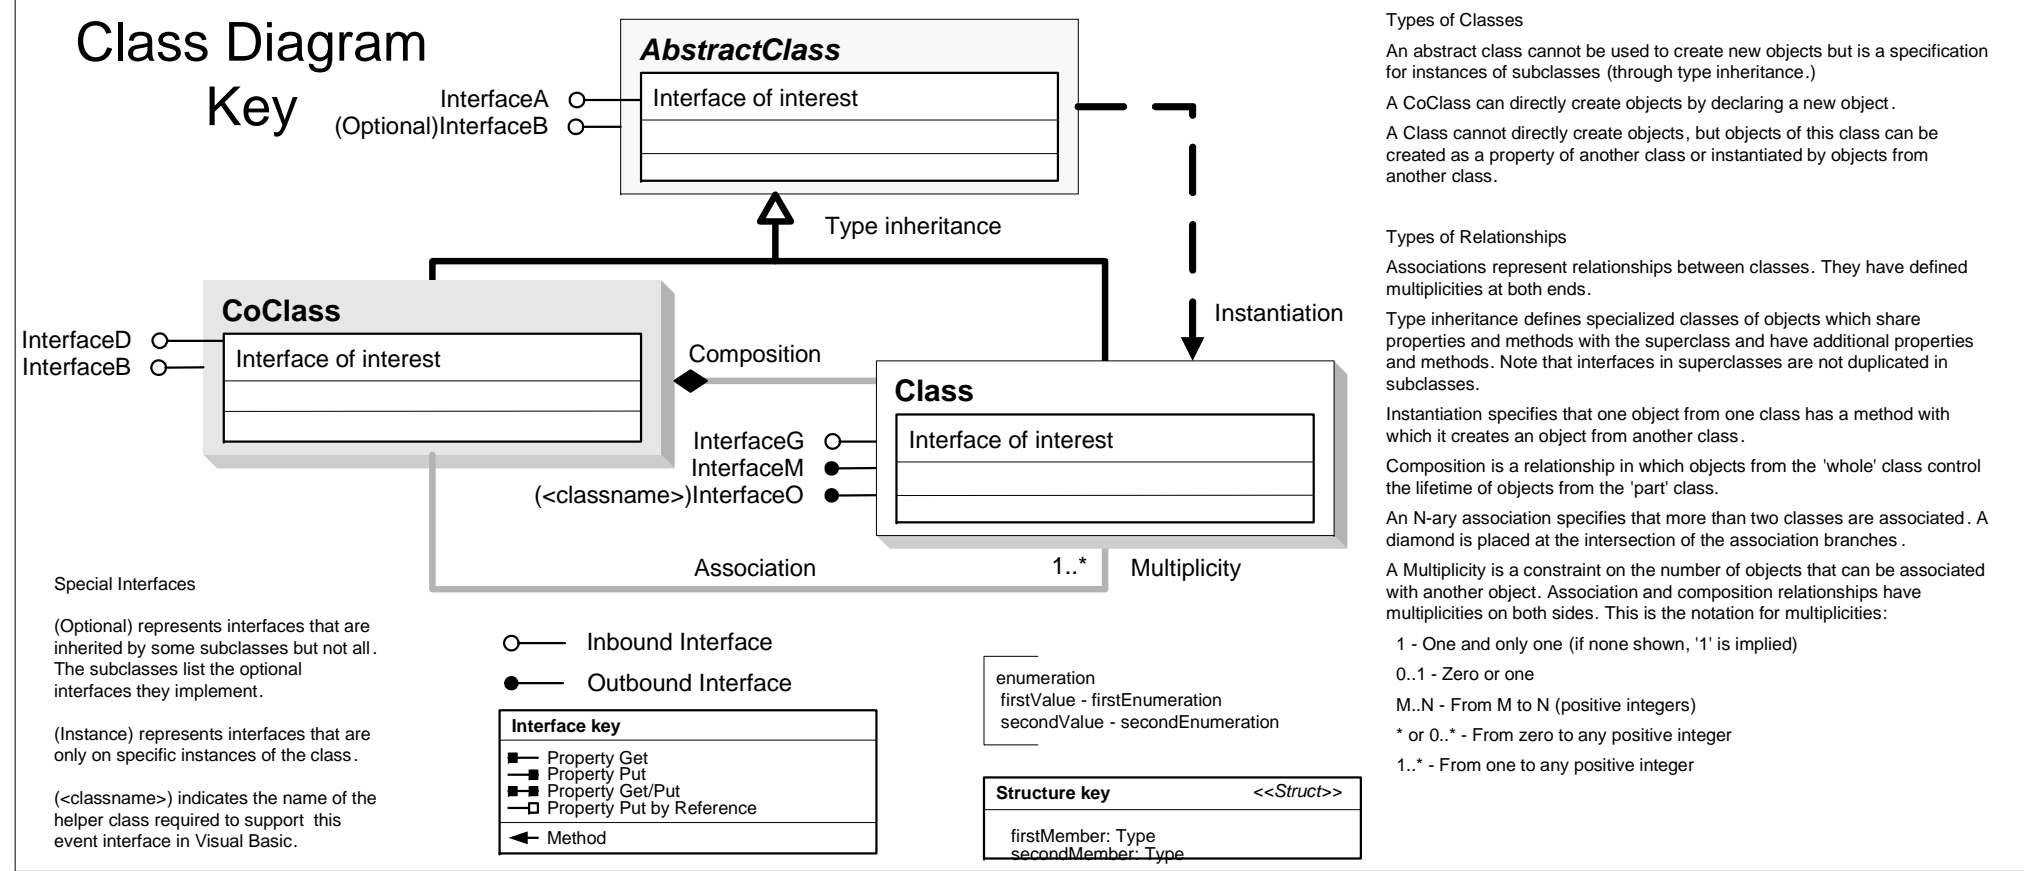 Class Diagram
Key
AbstractClass
Interface of interest
InterfaceA
(Optional)InterfaceB
Type inheritance
CoClass
Interface of interest
InterfaceD
InterfaceB
Composition
Instantiation
Class
Interface of interest
InterfaceG
InterfaceM
(<classname>)InterfaceO
Association
1..*
Multiplicity
Special Interfaces
(Optional) represents interfaces that are
inherited by some subclasses but not all.
The subclasses list the optional
interfaces they implement.
(Instance) represents interfaces that are
only on specific instances of the class.
(<classname>) indicates the name of the
helper class required to support this
event interface in Visual Basic.
Inbound Interface
Outbound Interface
Interface key
Property Get
Property Put
Property Get/Put
Property Put by Reference
Method
enumeration
firstValue - firstEnumeration
secondValue - secondEnumeration
Structure key <<Struct>>
firstMember: Type
secondMember: Type
Types of Classes
An abstract class cannot be used to create new objects but is a specification
for instances of subclasses (through type inheritance.)
A CoClass can directly create objects by declaring a new object.
A Class cannot directly create objects, but objects of this class can be
created as a property of another class or instantiated by objects from
another class.
Types of Relationships
Associations represent relationships between classes. They have defined
multiplicities at both ends.
Type inheritance defines specialized classes of objects which share
properties and methods with the superclass and have additional properties
and methods. Note that interfaces in superclasses are not duplicated in
subclasses.
Instantiation specifies that one object from one class has a method with
which it creates an object from another class.
Composition is a relationship in which objects from the 'whole' class control
the lifetime of objects from the 'part' class.
An N-ary association specifies that more than two classes are associated. A
diamond is placed at the intersection of the association branches.
A Multiplicity is a constraint on the number of objects that can be associated
with another object. Association and composition relationships have
multiplicities on both sides. This is the notation for multiplicities:
1 - One and only one (if none shown, '1' is implied)
0..1 - Zero or one
M..N - From M to N (positive integers)
* or 0..* - From zero to any positive integer
1..* - From one to any positive integer